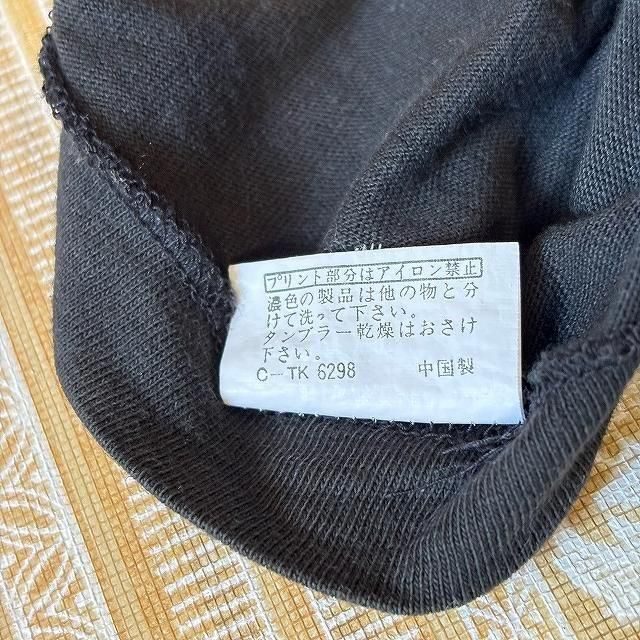 プリント部分はアイロン禁止
濃色の製品は他の物と分
けて洗って下さい。
タンブラー乾燥はおさけ
下さい。
C-TK 6298 中国製